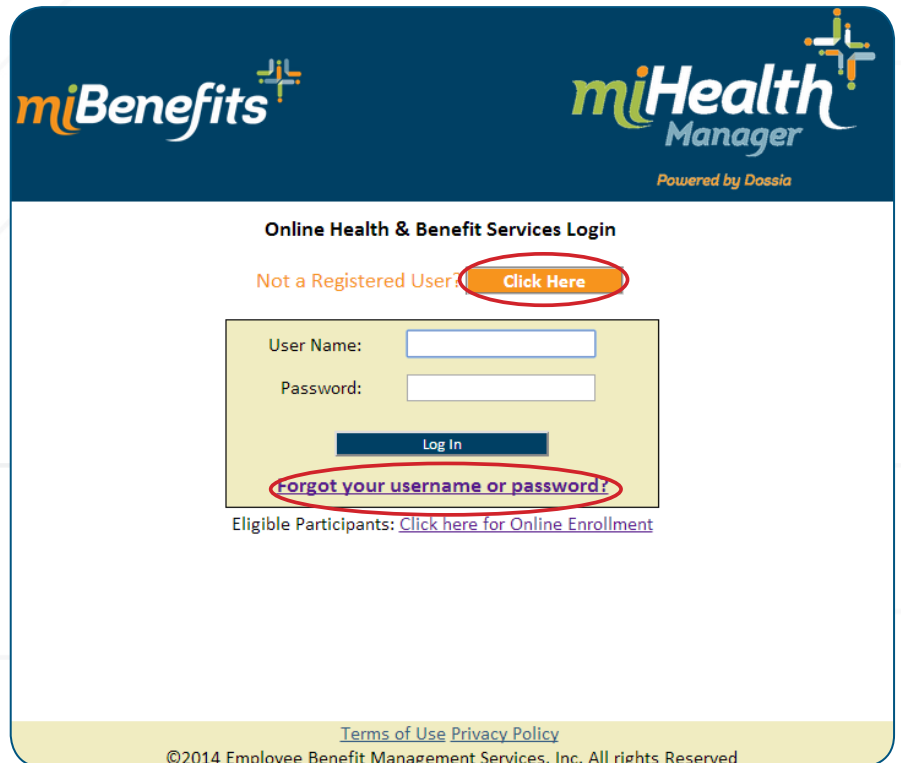 miBenefits
miHealth
Manager
Powered by Dossia
Online Health & Benefit Services Login
Not a Registered User? Click Here
User Name:
Password:
Log In
Forgot your username or password?
Eligible Participants: Click here for Online Enrollment
Terms of Use Privacy Policy
©2014 Employee Benefit Management Services, Inc. All rights Reserved